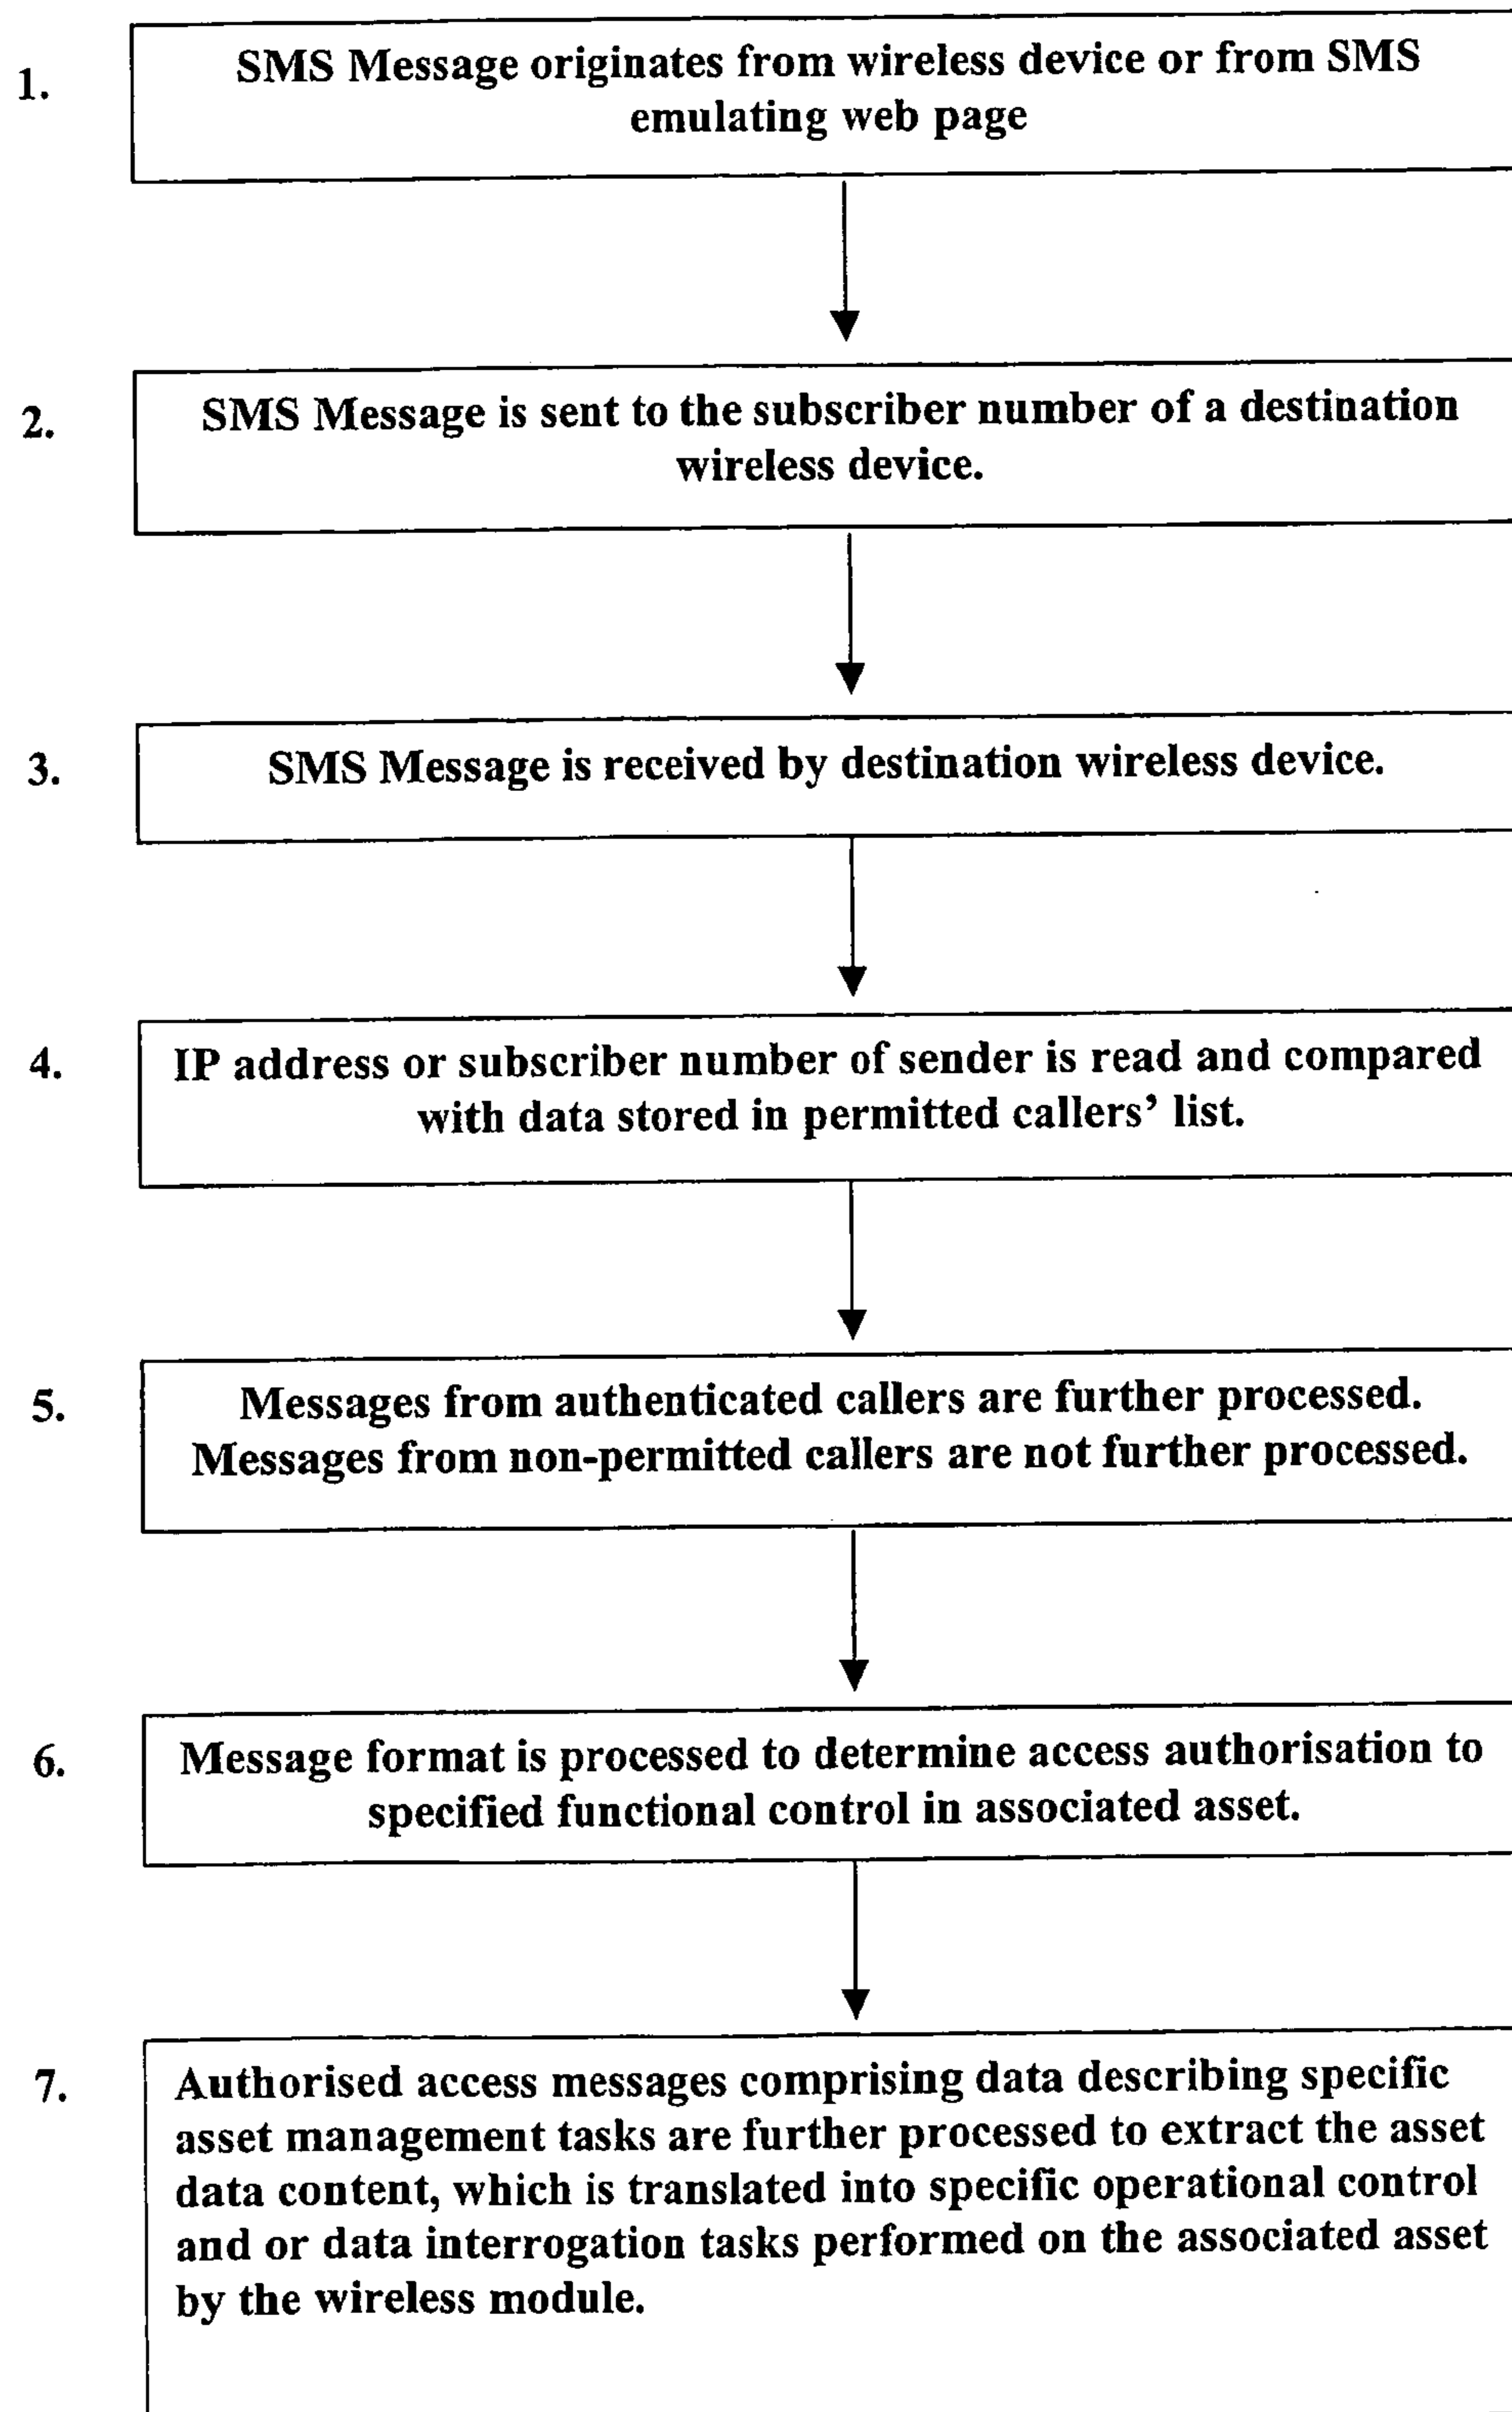 1.
SMS Message originates from wireless device or from SMS
emulating web page
2.
SMS Message is sent to the subscriber number of a destination
wireless device.
3.
SMS Message is received by destination wireless device.
4.
IP address or subscriber number of sender is read and compared
with data stored in permitted callers’ list.
5.
Messages from authenticated callers are further processed.
Messages from non-permitted callers are not further processed.
6.
Message format is processed to determine access authorisation to
specified functional control in associated asset.
7.
Authorised access messages comprising data describing specific
asset management tasks are further processed to extract the asset
data content, which is translated into specific operational control
and or data interrogation tasks performed on the associated asset
by the wireless module.